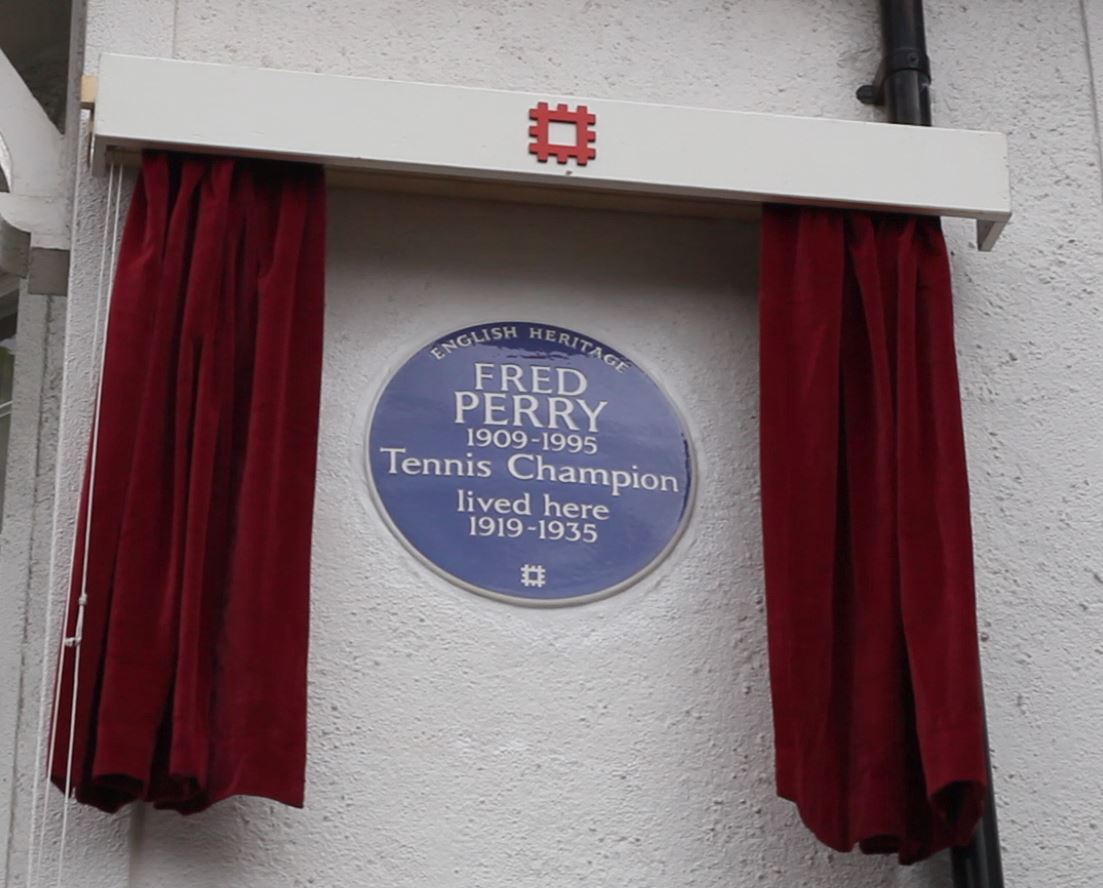 ENGLISH HERITAGE
FRED
PERRY
1909-1995
Tennis Champion
lived here
1919-1935